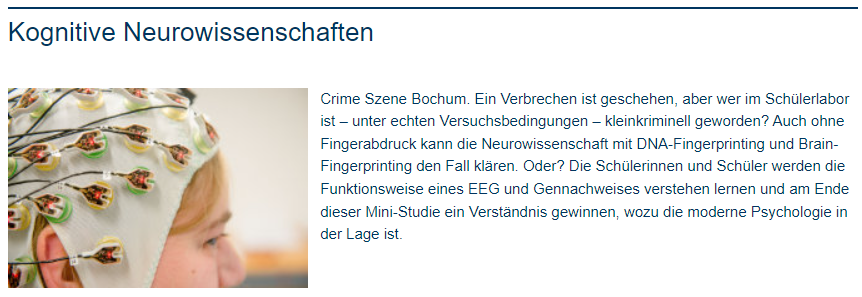 Kognitive Neurowissenschaften
Crime Szene Bochum. Ein Verbrechen ist geschehen, aber wer im Schülerlabor
ist – unter echten Versuchsbedingungen – kleinkriminell geworden? Auch ohne
Fingerabdruck kann die Neurowissenschaft mit DNA-Fingerprinting und Brain-
Fingerprinting den Fall klären. Oder? Die Schülerinnen und Schüler werden die
Funktionsweise eines EEG und Gennachweises verstehen lernen und am Ende
dieser Mini-Studie ein Verständnis gewinnen, wozu die moderne Psychologie in
der Lage ist.